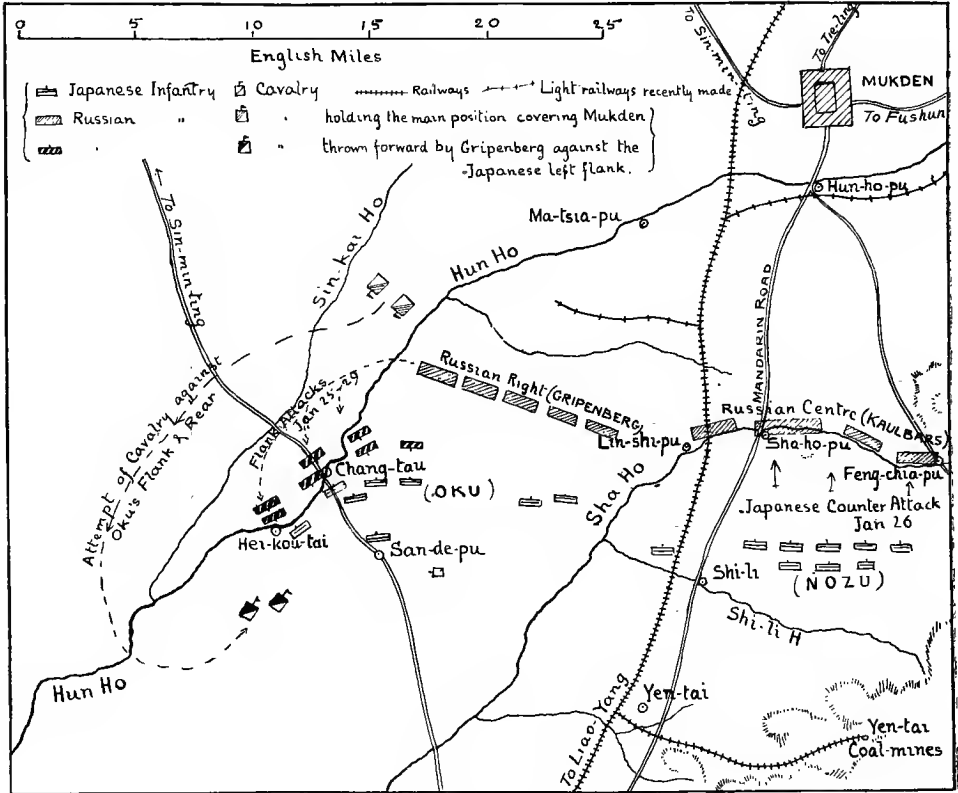 0 5 10 15 20 25
English Miles
Japanese Infantry Cavalry Railways Light railways recently made
Russian " " holding the main position covering Mukden
" " thrown forward by Gripenberg against the
Japanese left flank.
To Sin-min-ting
To Tie-ling
MUKDEN
To Fushun
Hun-ho-pu
Ma-tsia-pu
To Sin-min-ting
Sin-kai Ho
Hun Ho
MANDARIN ROAD
Attempt of Cavalry against
Oku's Flank & Rear
Flank Attacks
Jan 25-29
Russian Right (GRIPENBERG)
Russian Centre (KAULBARS)
Lin-shi-pu
Sha-ho-pu
Feng-chia-pu
Chang-tau
(OKU)
Sha Ho
Japanese Counter Attack
Jan 26
Hei-kou-tai
San-de-pu
(NOZU)
Shi-li
Shi-li H
Hun Ho
Yen-tai
To Liao-Yang
Yen-tai
Coal-mines